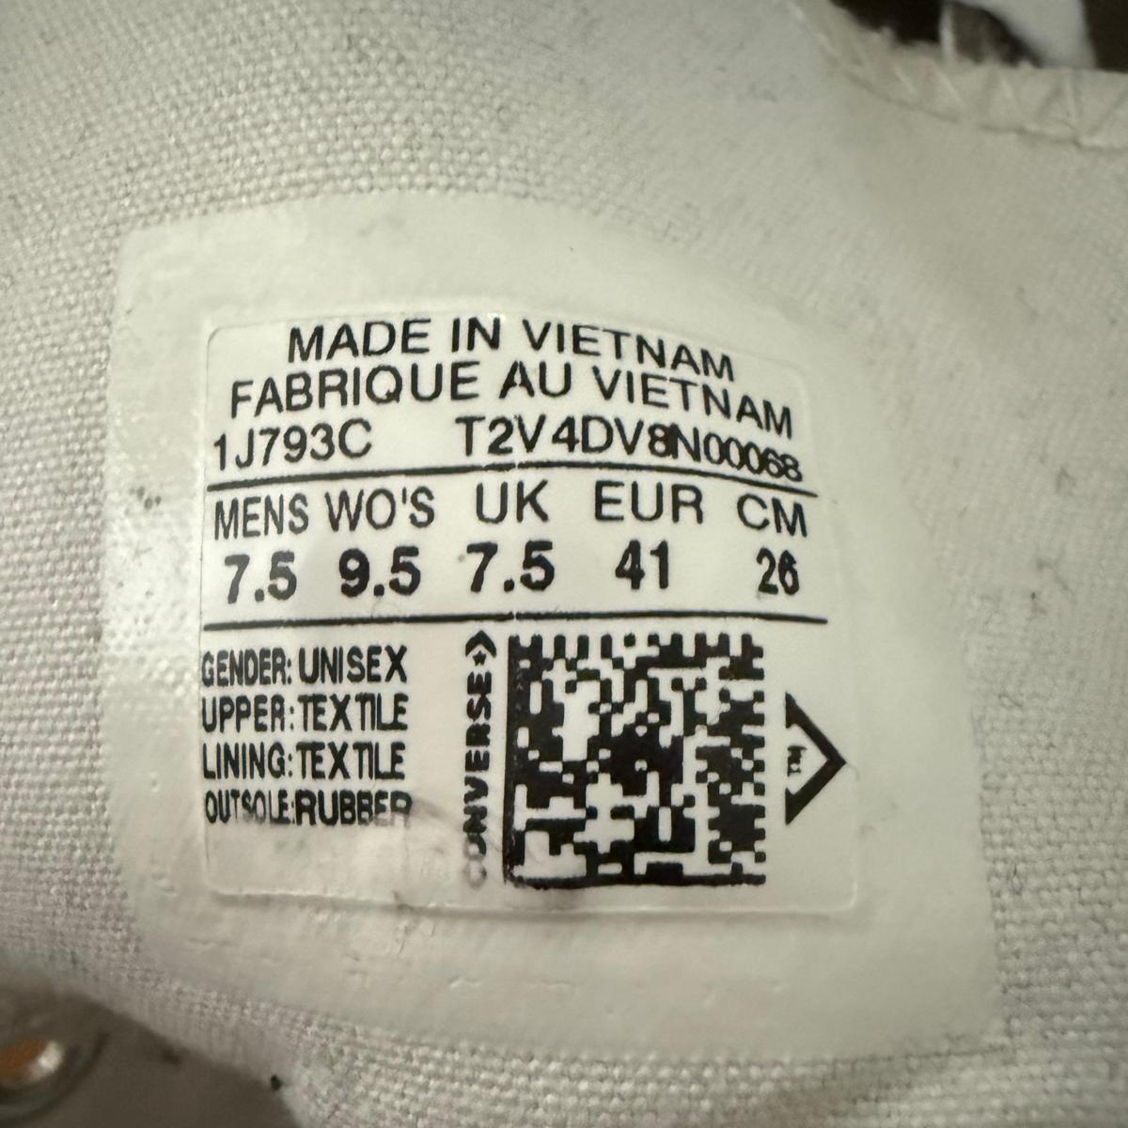 MADE IN VIETNAM
FABRIQUE AU VIETNAM
1J793C T2V4DV8N00068
MENS WO'S UK EUR CM
7.5 9.5 7.5 41 26
GENDER: UNISEX
UPPER: TEXTILE
LINING: TEXTILE
OUTSOLE: RUBBER
CONVERSE